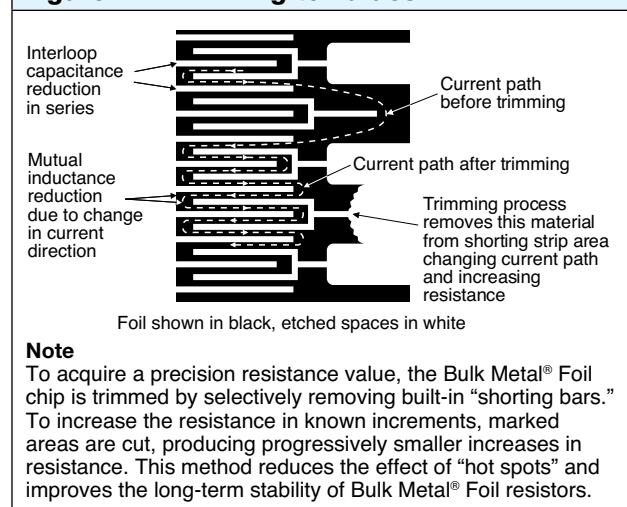 Interloop
capacitance
reduction
in series
Current path
before trimming
Mutual
inductance
reduction
due to change
in current
direction
Current path after trimming
Trimming process
removes this material
from shorting strip area
changing current path
and increasing
resistance
Foil shown in black, etched spaces in white
Note
To acquire a precision resistance value, the Bulk Metal® Foil
chip is trimmed by selectively removing built-in “shorting bars.”
To increase the resistance in known increments, marked
areas are cut, producing progressively smaller increases in
resistance. This method reduces the effect of “hot spots” and
improves the long-term stability of Bulk Metal® Foil resistors.